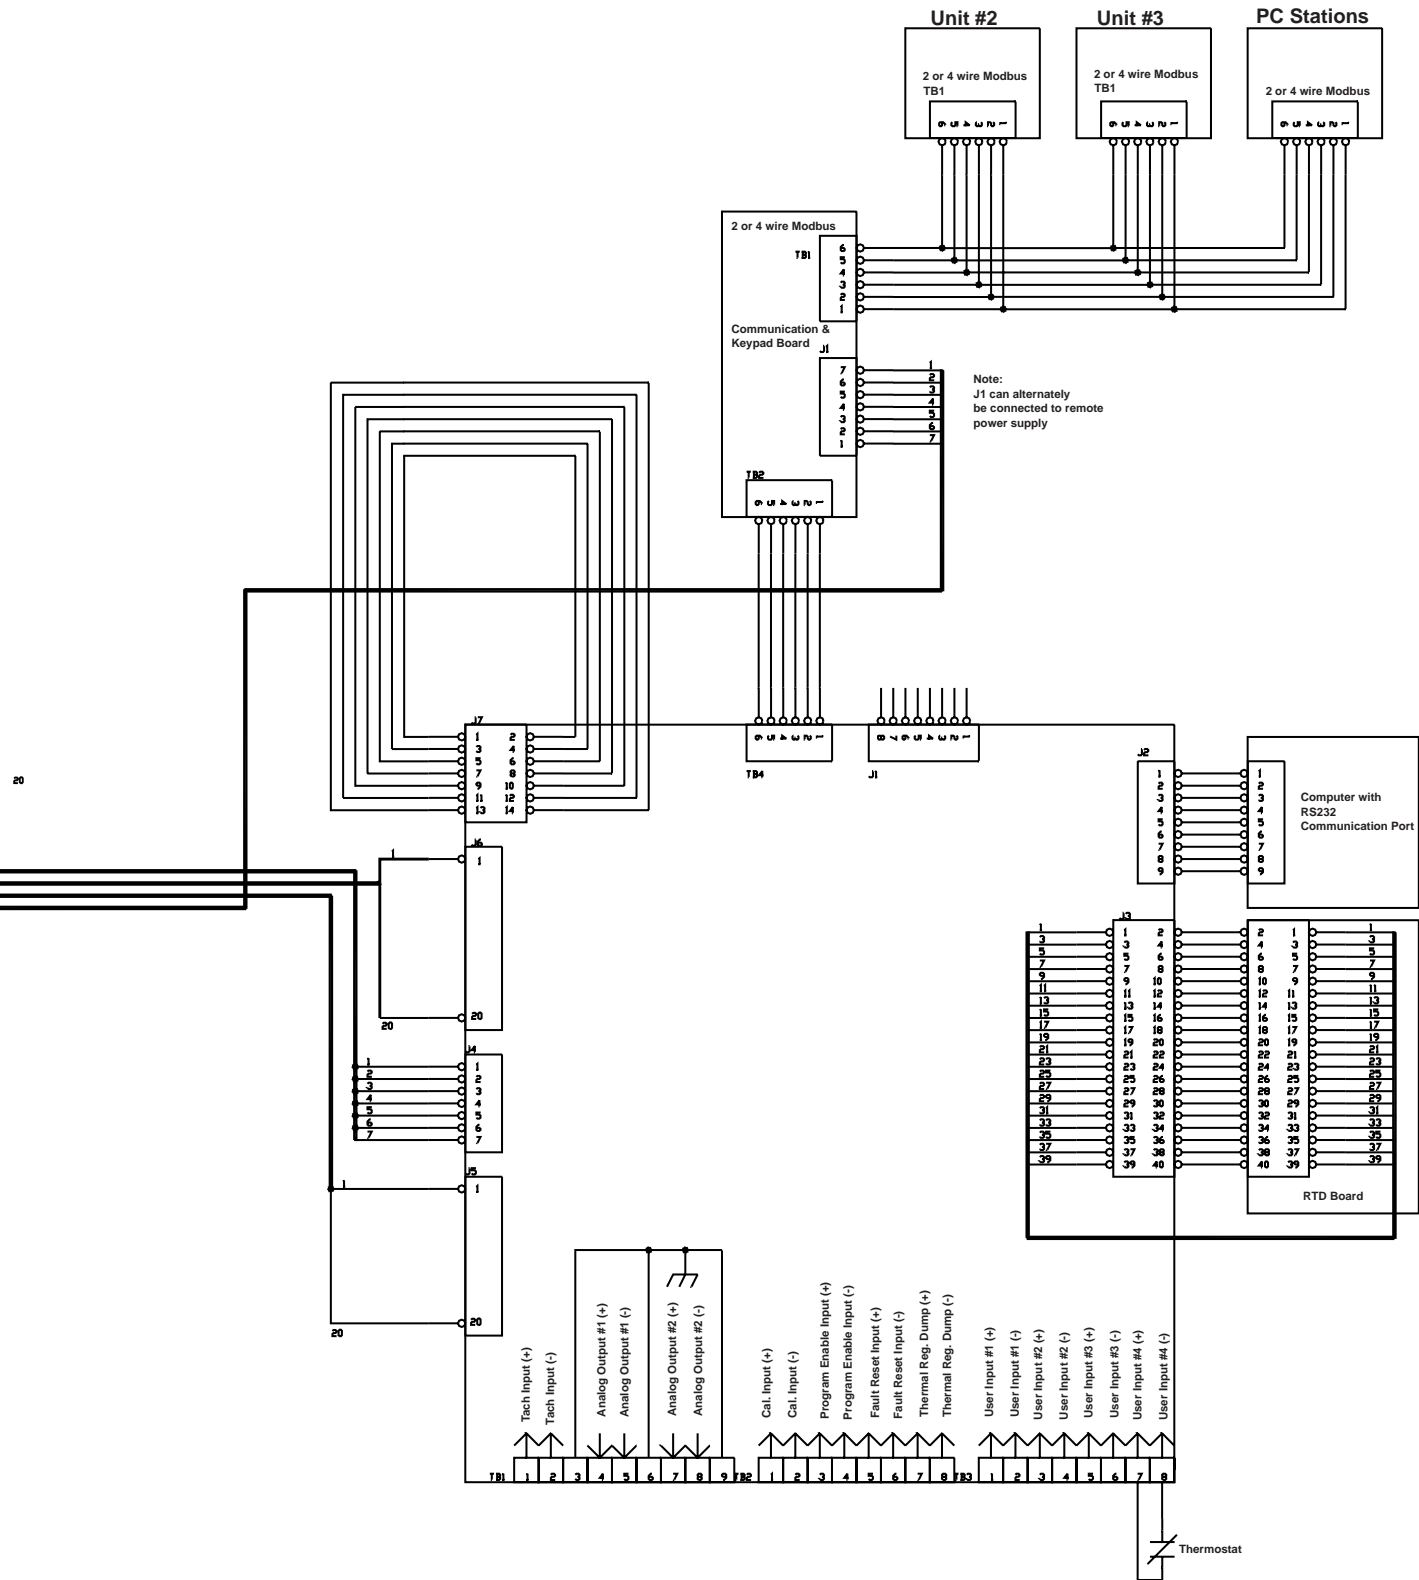 Unit #2
Unit #3
PC Stations
2 or 4 wire Modbus
TB1
2 or 4 wire Modbus
TB1
2 or 4 wire Modbus
6 5 4 3 2 1
6 5 4 3 2 1
6 5 4 3 2 1
2 or 4 wire Modbus
TB1
6
5
4
3
2
1
Communication &
Keypad Board
J1
7 1
6 2
5 3
4 4
3 5
2 6
1 7
Note:
J1 can alternately
be connected to remote
power supply
TB2
6 5 4 3 2 1
J7
1 2
3 4
5 6
7 8
9 10
11 12
13 14
6 5 4 3 2 1
TB4
8 7 6 5 4 3 2 1
J1
20
J2
1 1
2 2
3 3
4 4
5 5
6 6
7 7
8 8
9 9
Computer with
RS232
Communication Port
J6
1 1
20 20
J3
1 1 2 2 1 1
3 3 4 4 3 3
5 5 6 6 5 5
7 7 8 8 7 7
9 9 10 10 9 9
11 11 12 12 11 11
13 13 14 14 13 13
15 15 16 16 15 15
17 17 18 18 17 17
19 19 20 20 19 19
21 21 22 22 21 21
23 23 24 24 23 23
25 25 26 26 25 25
27 27 28 28 27 27
29 29 30 30 29 29
31 31 32 32 31 31
33 33 34 34 33 33
35 35 36 36 35 35
37 37 38 38 37 37
39 39 40 40 39 39
RTD Board
J4
1 1
2 2
3 3
4 4
5 5
6 6
7 7
J5
1 1
20 20
Tach Input (+)
Tach Input (-)
Analog Output #1 (+)
Analog Output #1 (-)
Analog Output #2 (+)
Analog Output #2 (-)
Cal. Input (+)
Cal. Input (-)
Program Enable Input (+)
Program Enable Input (-)
Fault Reset Input (+)
Fault Reset Input (-)
Thermal Reg. Dump (+)
Thermal Reg. Dump (-)
User Input #1 (+)
User Input #1 (-)
User Input #2 (+)
User Input #2 (-)
User Input #3 (+)
User Input #3 (-)
User Input #4 (+)
User Input #4 (-)
TB1 1 2 3 4 5 6 7 8 9
TB2 1 2 3 4 5 6 7 8
TB3 1 2 3 4 5 6 7 8
Thermostat